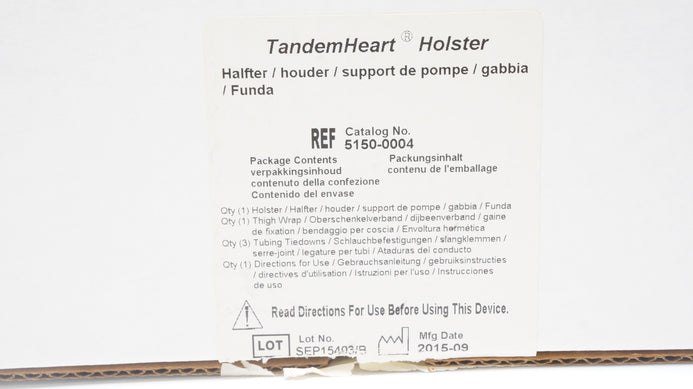 TandemHeart ® Holster
Halfter / houder / support de pompe / gabbia
/ Funda
REF Catalog No.
5150-0004
Package Contents Packungsinhalt
verpakkingsinhoud contenu de l'emballage
contenuto della confezione
Contenido del envase
Qty (1) Holster / Halfter / houder / support de pompe / gabbia / Funda
Qty (1) Thigh Wrap / Oberschenkelverband / dijbeenverband / gaine
de fixation / bendaggio per coscia / Envoltura hermética
Qty (3) Tubing Tiedowns / Schlauchbefestigungen / slangklemmen /
serre-joint / legature per tubi / Ataduras del conducto
Qty (1) Directions for Use / Gebrauchsanleitung / gebruiksinstructies
/ directives d'utilisation / Istruzioni per l'uso / Instrucciones
de uso
Read Directions For Use Before Using This Device.
LOT Lot No. Mfg Date
SEP15403/B 2015-09